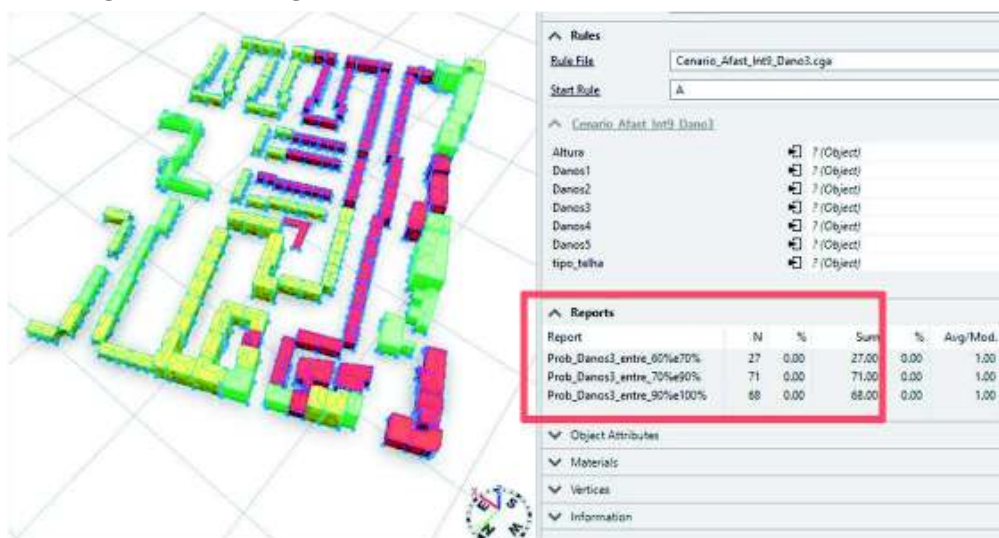 Rules
Rule File Cenario_Afast_Int9_Dano3.cga
Start Rule A
Cenario_Afast_Int9_Dano3
Altura ? (Object)
Danos1 ? (Object)
Danos2 ? (Object)
Danos3 ? (Object)
Danos4 ? (Object)
Danos5 ? (Object)
tipo_telha ? (Object)
Reports
Report N % Sum % Avg/Mod.
Prob_Danos3_entre_60%e70% 27 0.00 27.00 0.00 1.00
Prob_Danos3_entre_70%e90% 71 0.00 71.00 0.00 1.00
Prob_Danos3_entre_90%e100% 68 0.00 68.00 0.00 1.00
Object Attributes
Materials
Vertices
Information
E S
N W